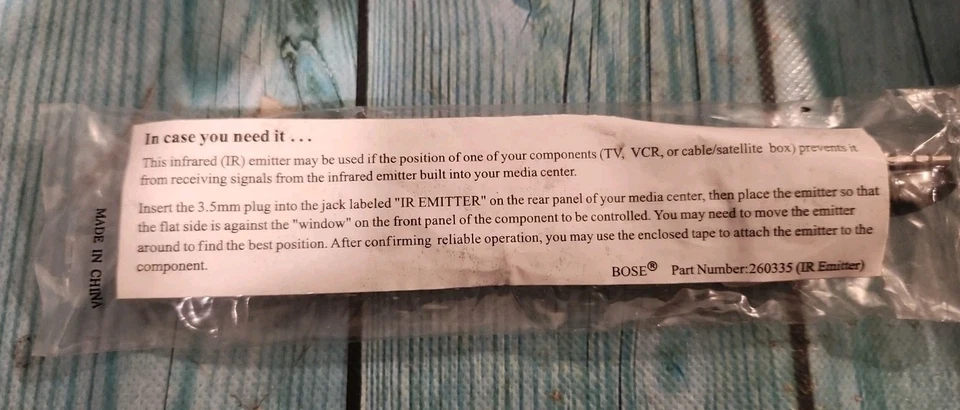 In case you need it . . .
This infrared (IR) emitter may be used if the position of one of your components (TV, VCR, or cable/satellite box) prevents it
from receiving signals from the infrared emitter built into your media center.
Insert the 3.5mm plug into the jack labeled "IR EMITTER" on the rear panel of your media center, then place the emitter so that
the flat side is against the "window" on the front panel of the component to be controlled. You may need to move the emitter
around to find the best position. After confirming reliable operation, you may use the enclosed tape to attach the emitter to the
component.
BOSE® Part Number:260335 (IR Emitter)
MADE IN CHINA